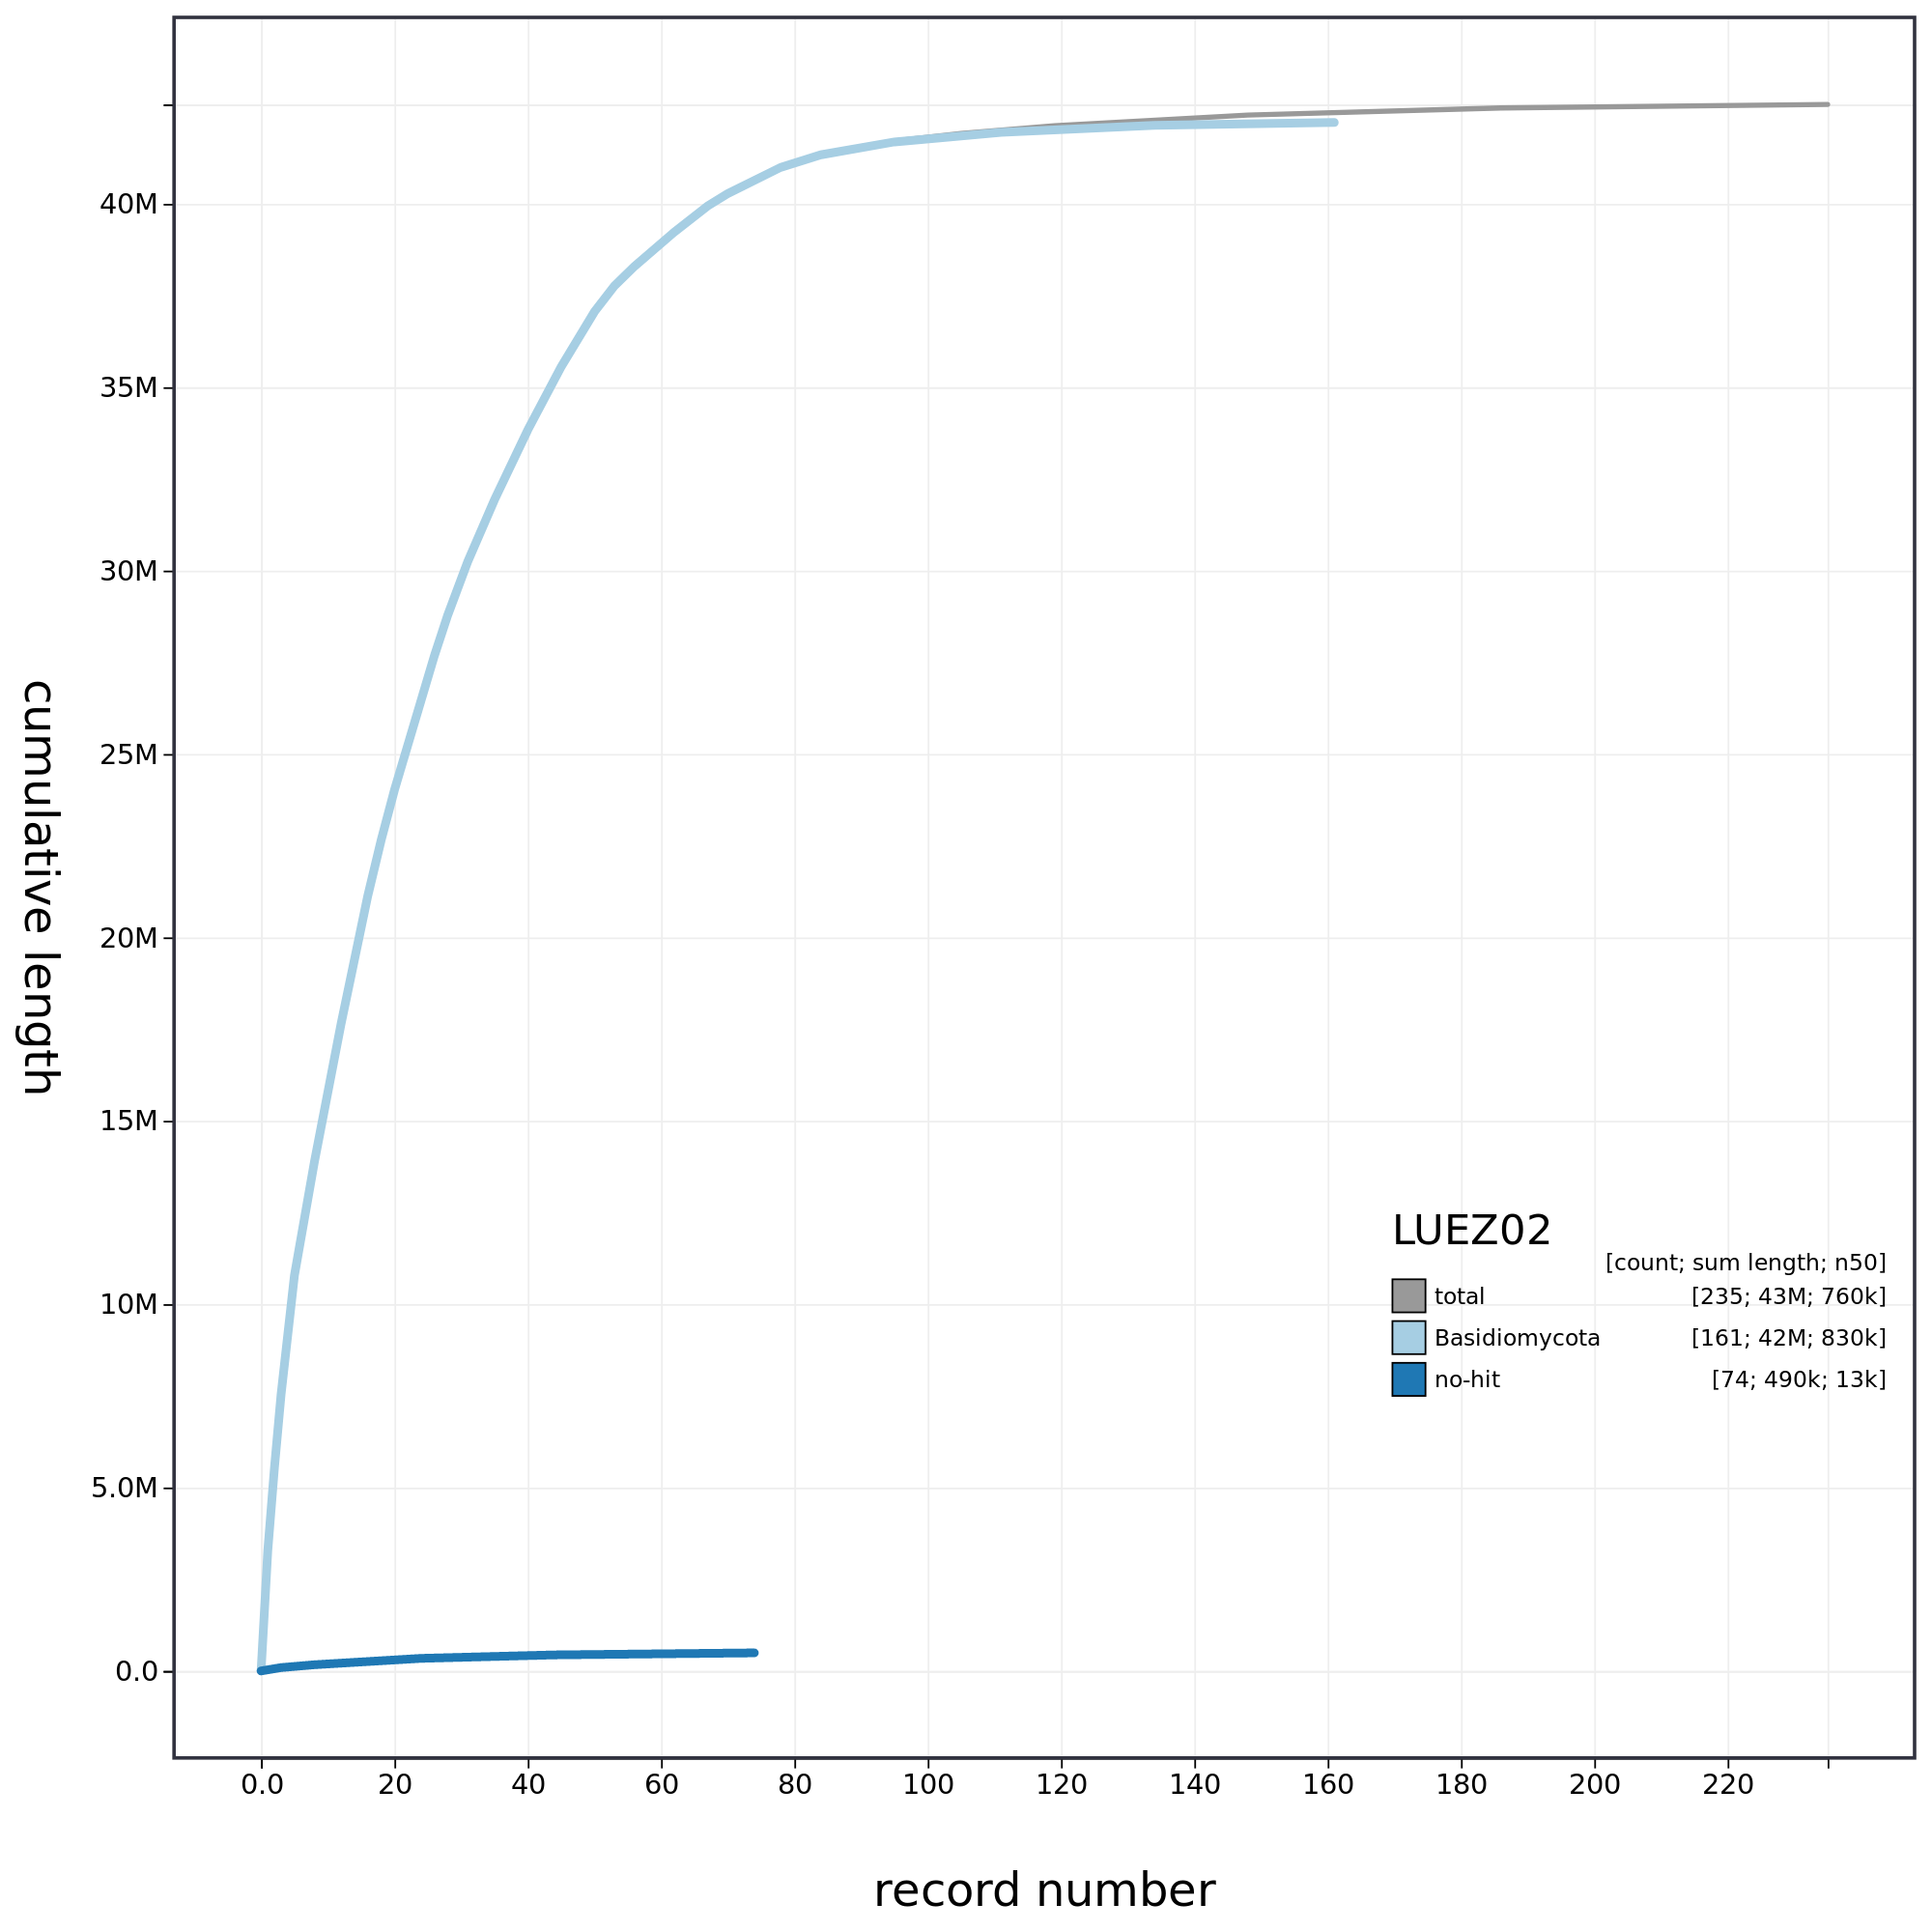 cumulative length
40M
35M
30M
25M
20M
15M
10M
5.0M
0.0
LUEZ02
[count; sum length; n50]
total [235; 43M; 760k]
Basidiomycota [161; 42M; 830k]
no-hit [74; 490k; 13k]
0.0 20 40 60 80 100 120 140 160 180 200 220
record number